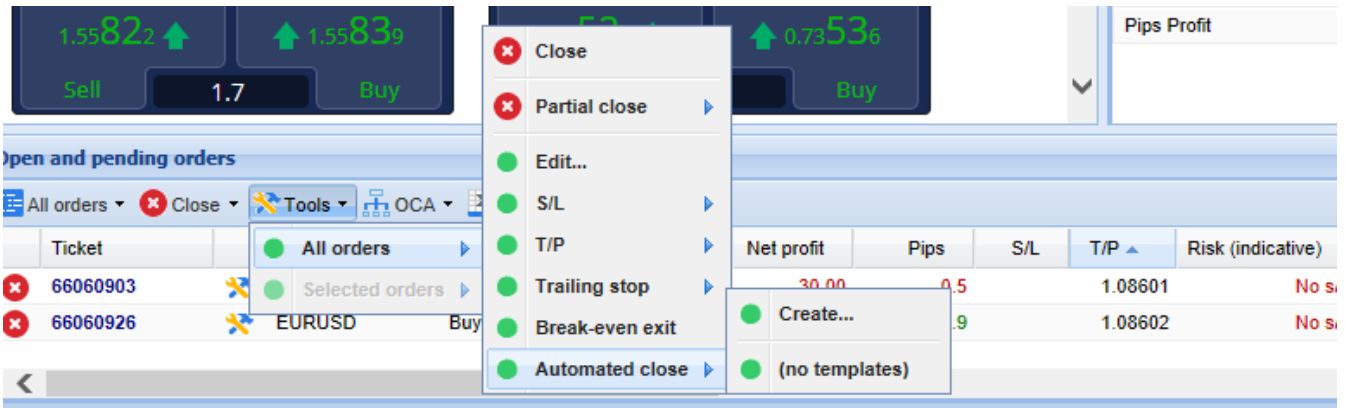 1.55822 1.55839 0.73536
Sell 1.7 Buy Buy
Pips Profit
Close
Partial close
Edit...
S/L
T/P
Trailing stop
Break-even exit
Automated close
Create...
(no templates)
Open and pending orders
All orders Close Tools OCA
All orders
Selected orders
Ticket Net profit Pips S/L T/P Risk (indicative)
66060903 30.00 0.5 1.08601 No
66060926 EURUSD Buy .9 1.08602 No